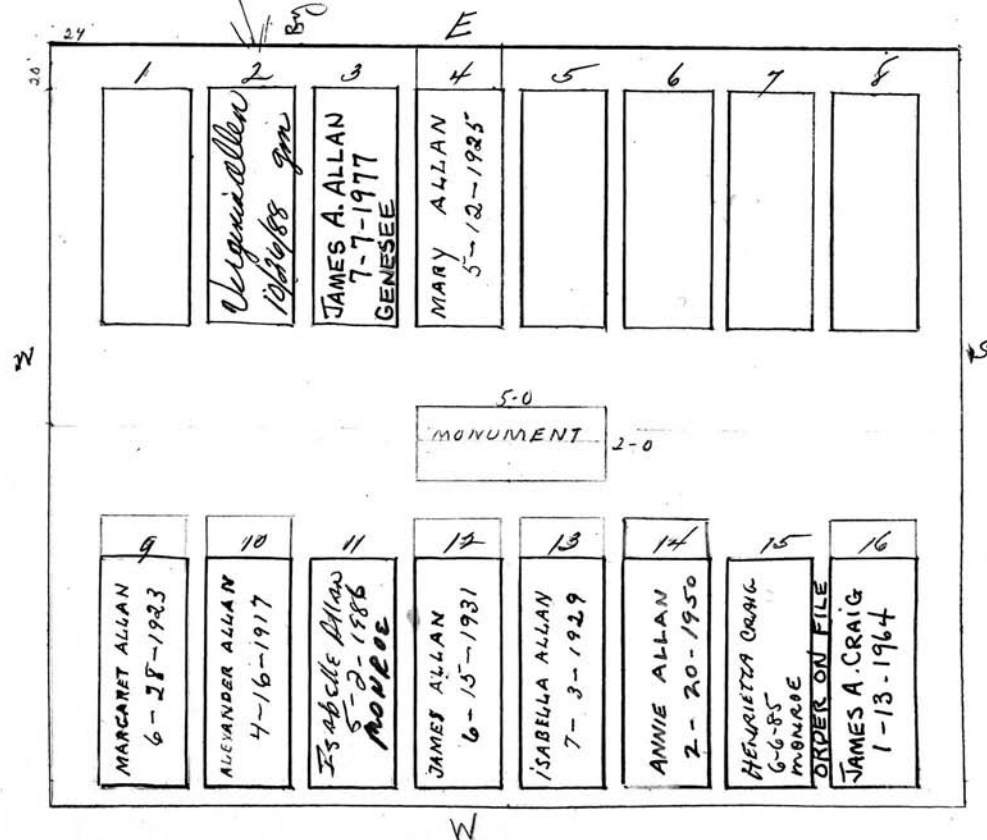 24
20'
E
1
2
3
4
5
6
7
8
Verginia Allen
10/26/88 gm
JAMES A. ALLAN
7-7-1977
GENESEE
MARY ALLAN
5-12-1925
N
S
5-0
MONUMENT
2-0
9
10
11
12
13
14
15
16
MARGARET ALLAN
6-28-1923
ALEXANDER ALLAN
4-16-1917
ISABELLE Allan
5-2-1986
MONROE
JAMES ALLAN
6-15-1931
ISABELLA ALLAN
7-3-1929
ANNIE ALLAN
2-20-1950
HENRIETTA CRAIG
6-6-85
MONROE
ORDER ON FILE
JAMES A. CRAIG
1-13-1964
W